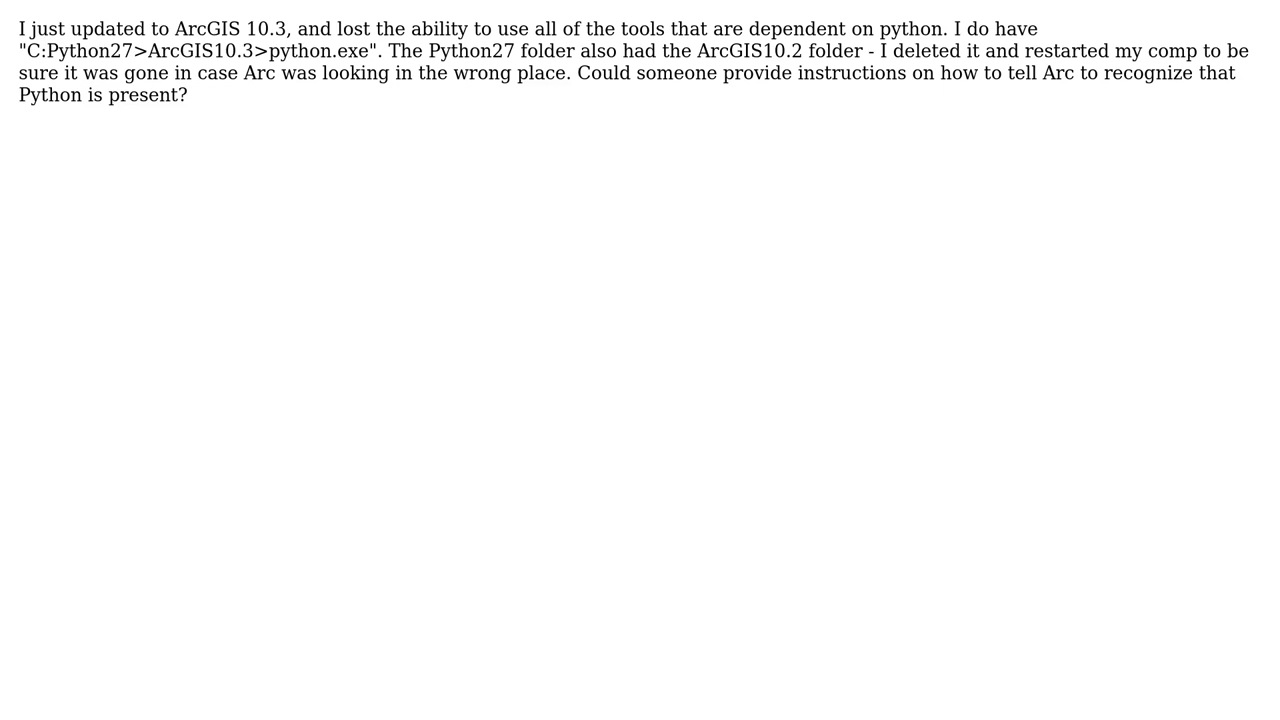 I just updated to ArcGIS 10.3, and lost the ability to use all of the tools that are dependent on python. I do have
"C:Python27>ArcGIS10.3>python.exe". The Python27 folder also had the ArcGIS10.2 folder - I deleted it and restarted my comp to be
sure it was gone in case Arc was looking in the wrong place. Could someone provide instructions on how to tell Arc to recognize that
Python is present?